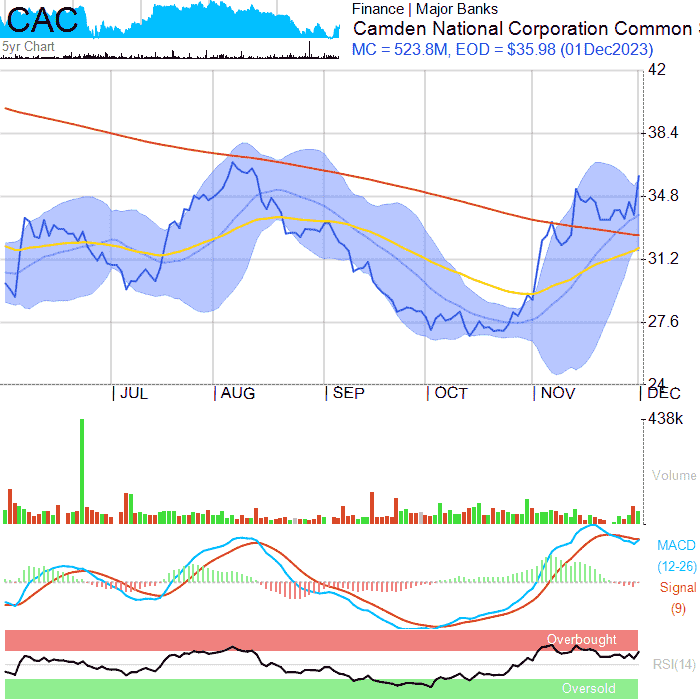 CAC
5yr Chart
Finance | Major Banks
Camden National Corporation Common
MC = 523.8M, EOD = $35.98 (01Dec2023)
42
38.4
34.8
31.2
27.6
24
| JUL | AUG | SEP | OCT | NOV | DEC
438k
Volume
MACD
(12-26)
Signal
(9)
Overbought
RSI(14)
Oversold